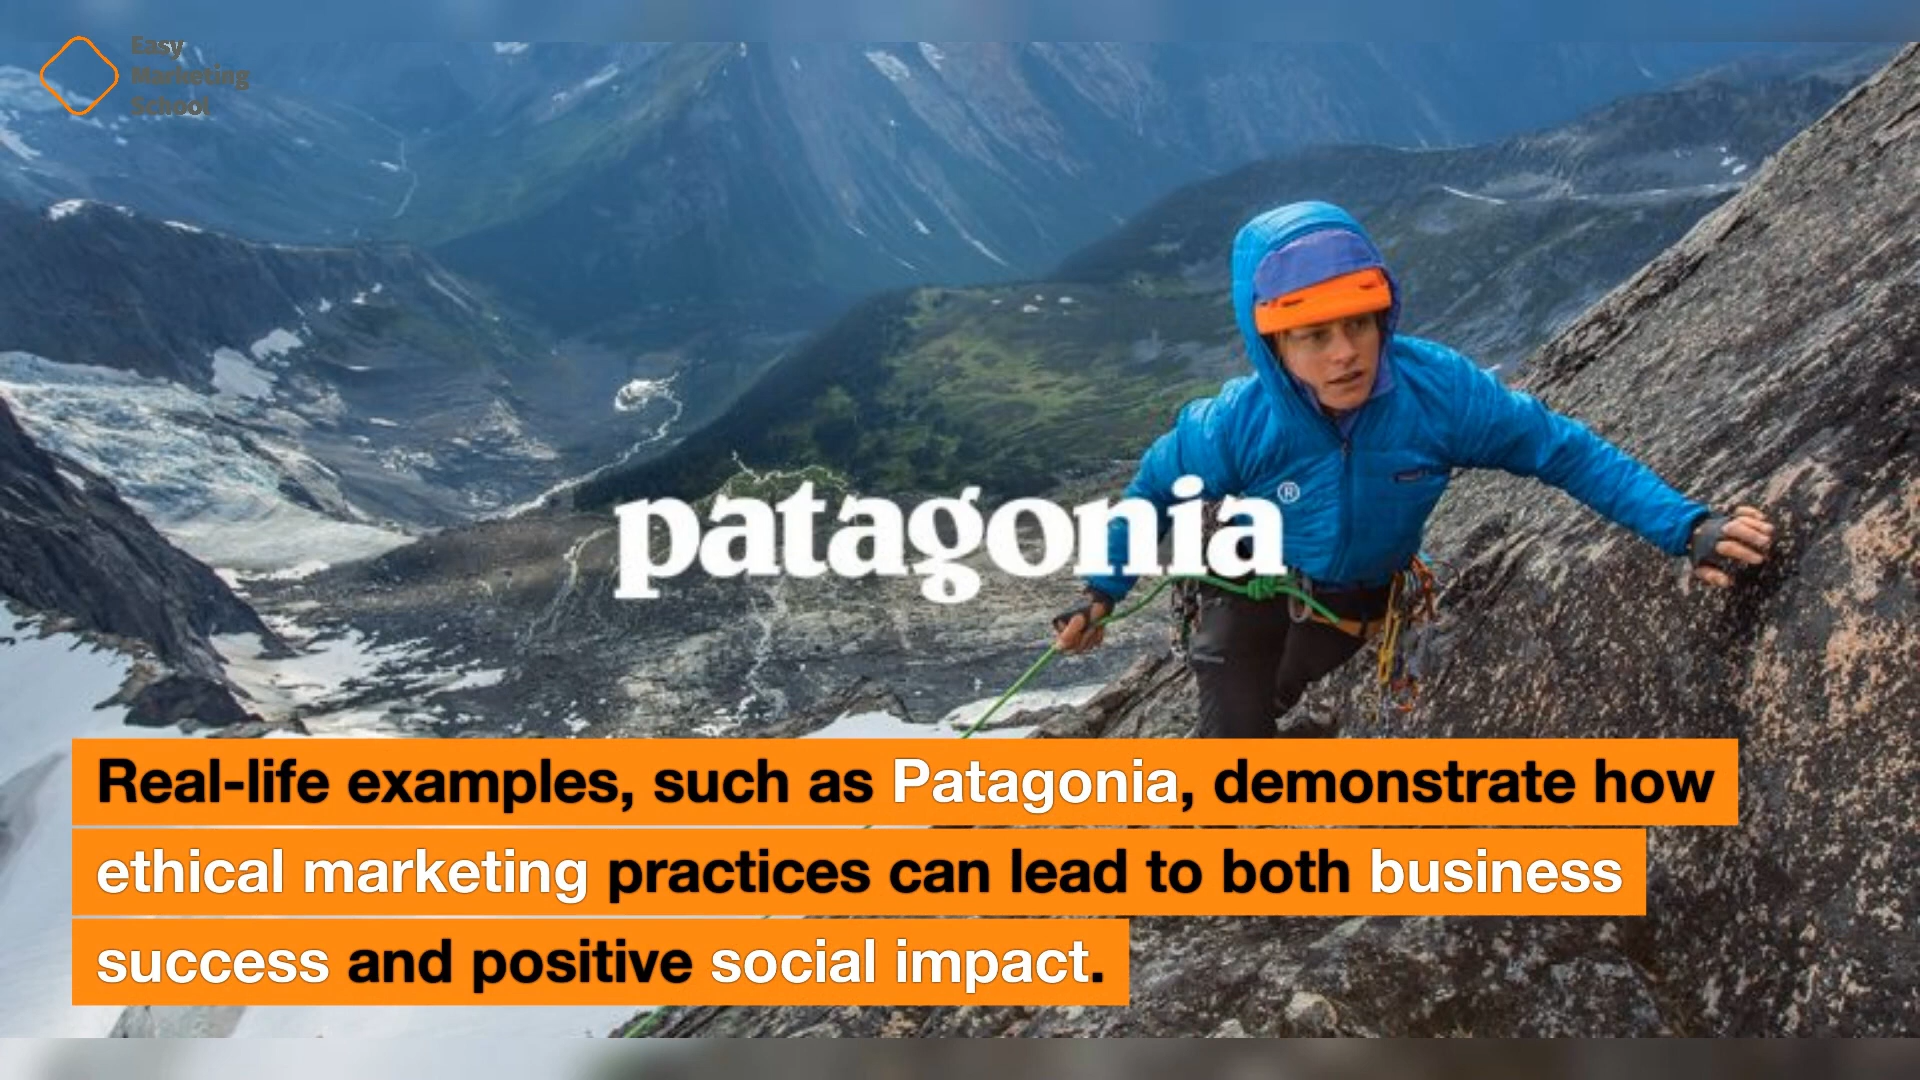 Easy
Marketing
School
patagonia®
Real-life examples, such as Patagonia, demonstrate how
ethical marketing practices can lead to both business
success and positive social impact.